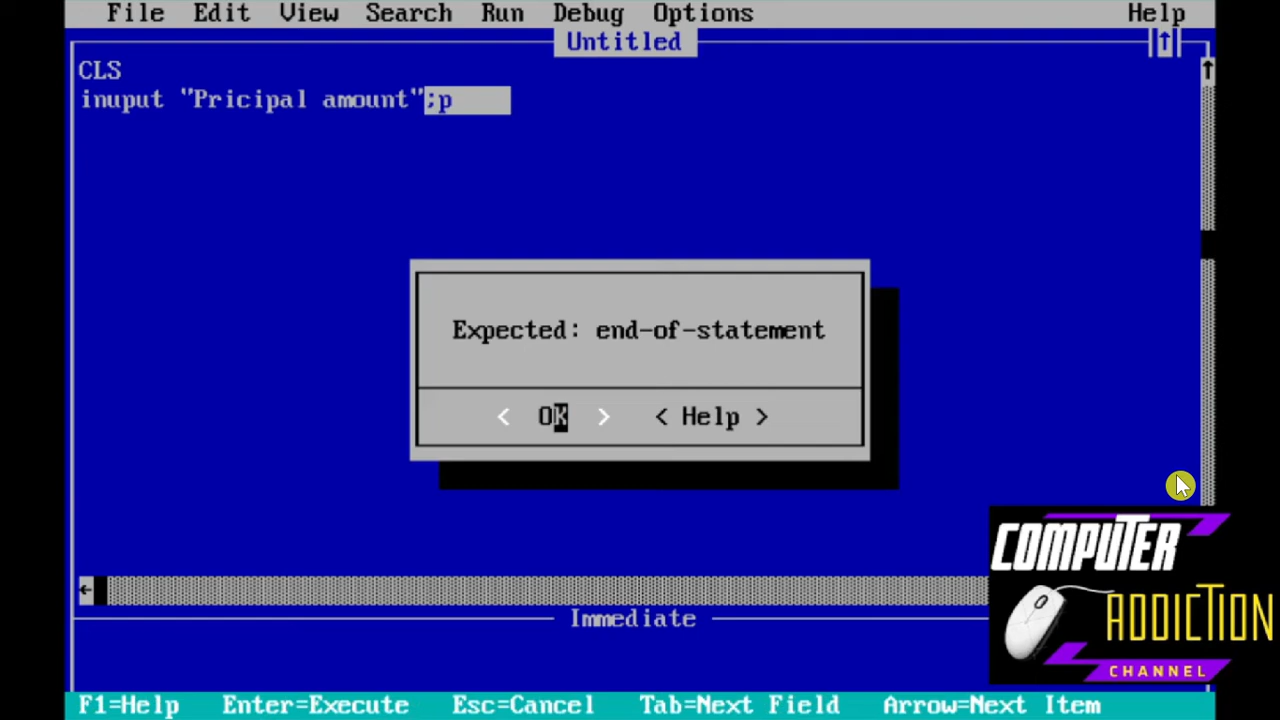 File Edit View Search Run Debug Options Help
Untitled
CLS
inuput "Pricipal amount";p
Expected: end-of-statement
< OK > < Help >
Immediate
COMPUTER
ADDICTION
CHANNEL
F1=Help Enter=Execute Esc=Cancel Tab=Next Field Arrow=Next Item